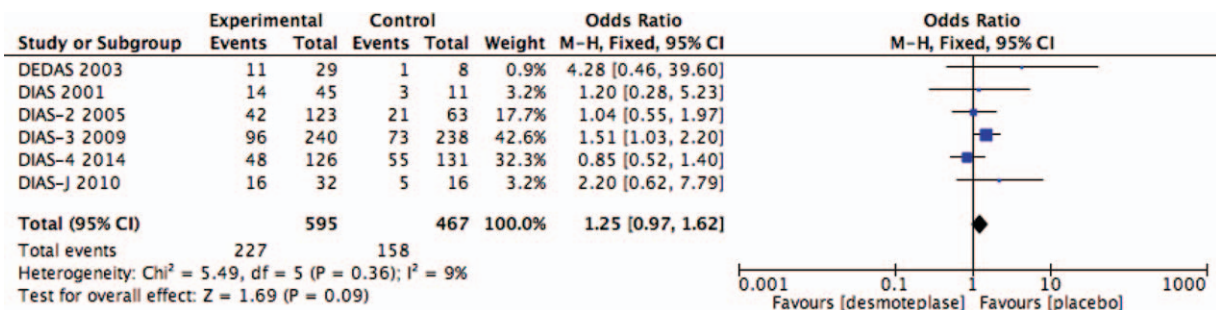 Experimental Control Odds Ratio Odds Ratio
Study or Subgroup Events Total Events Total Weight M-H, Fixed, 95% CI M-H, Fixed, 95% CI
DEDAS 2003 11 29 1 8 0.9% 4.28 [0.46, 39.60]
DIAS 2001 14 45 3 11 3.2% 1.20 [0.28, 5.23]
DIAS-2 2005 42 123 21 63 17.7% 1.04 [0.55, 1.97]
DIAS-3 2009 96 240 73 238 42.6% 1.51 [1.03, 2.20]
DIAS-4 2014 48 126 55 131 32.3% 0.85 [0.52, 1.40]
DIAS-J 2010 16 32 5 16 3.2% 2.20 [0.62, 7.79]
Total (95% CI) 595 467 100.0% 1.25 [0.97, 1.62]
Total events 227 158
Heterogeneity: Chi² = 5.49, df = 5 (P = 0.36); I² = 9%
Test for overall effect: Z = 1.69 (P = 0.09)
0.001 0.1 1 10 1000
Favours [desmoteplase] Favours [placebo]